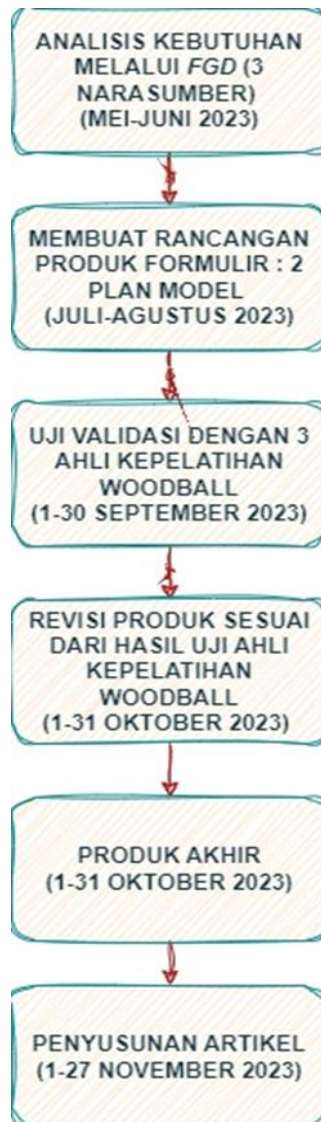 ANALISIS KEBUTUHAN
MELALUI FGD (3
NARASUMBER)
(MEI-JUNI 2023)
MEMBUAT RANCANGAN
PRODUK FORMULIR : 2
PLAN MODEL
(JULI-AGUSTUS 2023)
UJI VALIDASI DENGAN 3
AHLI KEPELATIHAN
WOODBALL
(1-30 SEPTEMBER 2023)
REVISI PRODUK SESUAI
DARI HASIL UJI AHLI
KEPELATIHAN
WOODBALL
(1-31 OKTOBER 2023)
PRODUK AKHIR
(1-31 OKTOBER 2023)
PENYUSUNAN ARTIKEL
(1-27 NOVEMBER 2023)